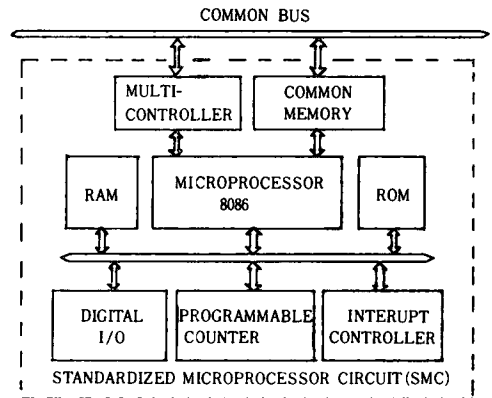 COMMON BUS
MULTI-
CONTROLLER
COMMON
MEMORY
RAM
MICROPROCESSOR
8086
ROM
DIGITAL
I/O
PROGRAMMABLE
COUNTER
INTERUPT
CONTROLLER
STANDARDIZED MICROPROCESSOR CIRCUIT(SMC)